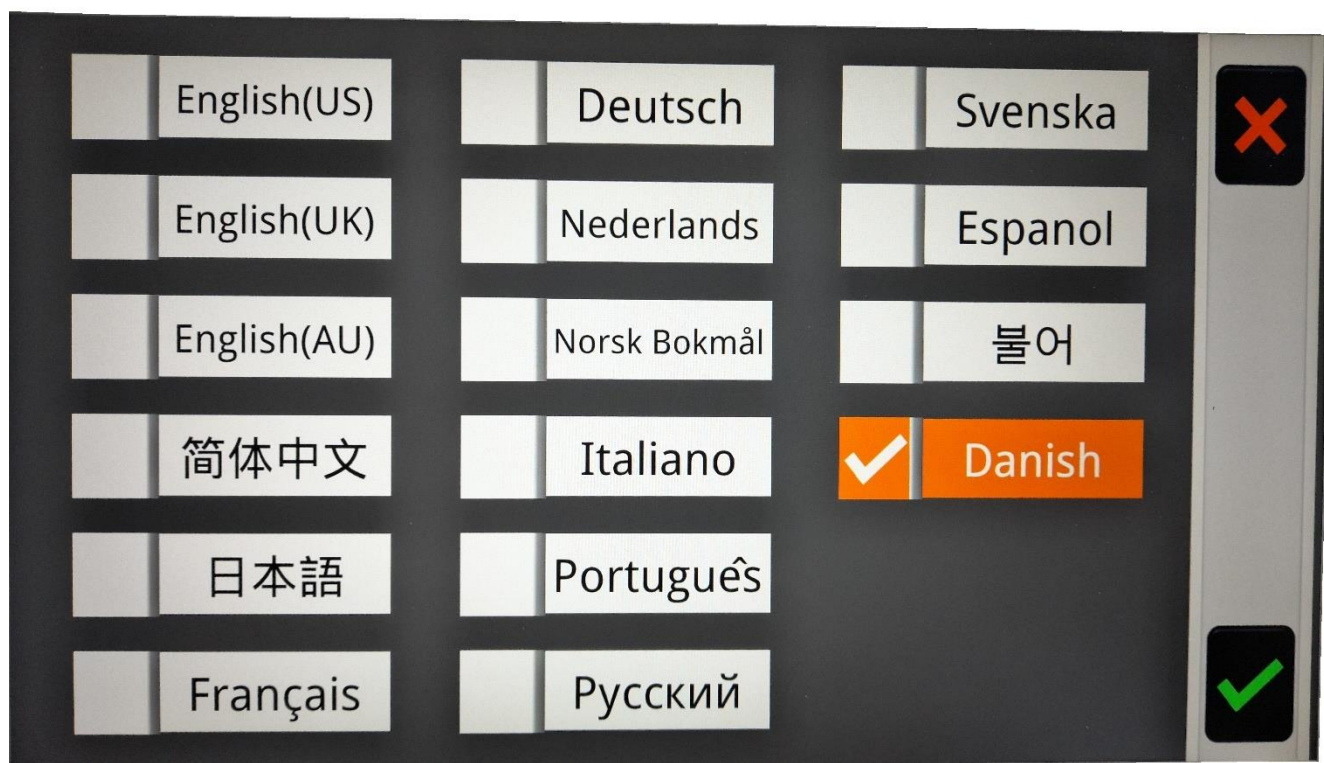 English(US)
English(UK)
English(AU)
简体中文
日本語
Français
Deutsch
Nederlands
Norsk Bokmål
Italiano
Português
Русский
Svenska
Espanol
불어
Danish